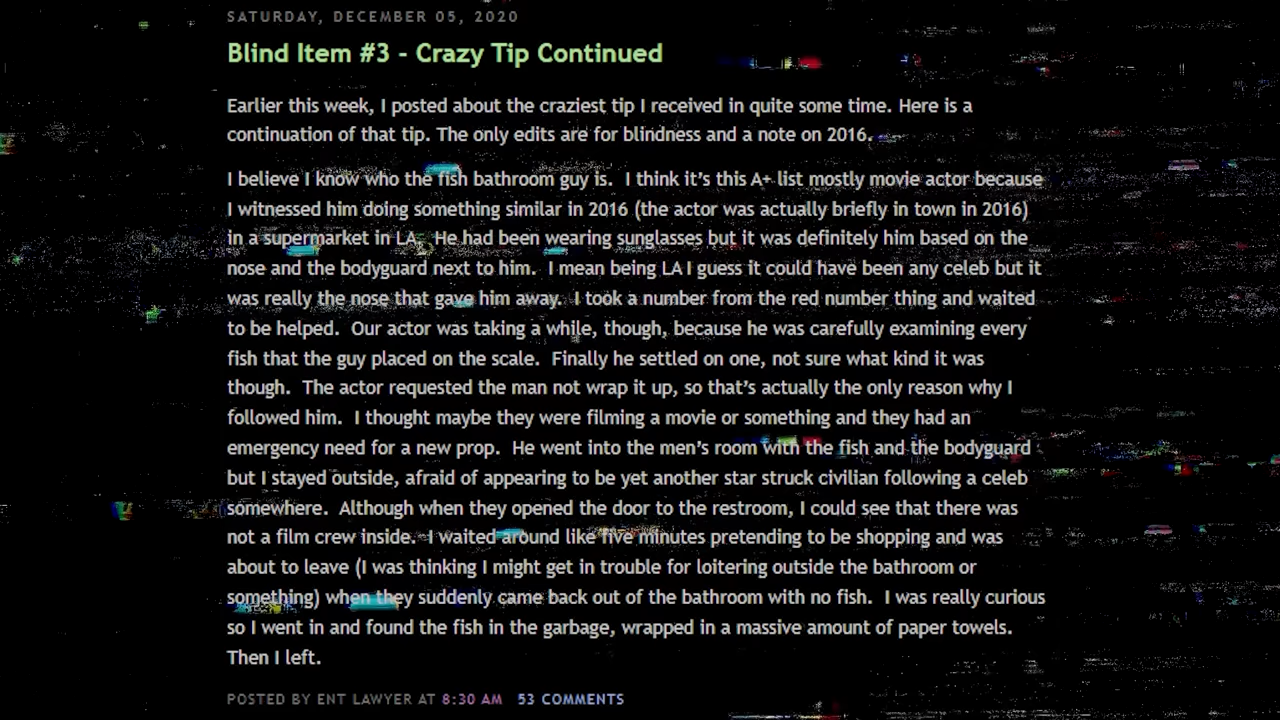 SATURDAY, DECEMBER 05, 2020
Blind Item #3 - Crazy Tip Continued
Earlier this week, I posted about the craziest tip I received in quite some time. Here is a
continuation of that tip. The only edits are for blindness and a note on 2016.
I believe I know who the fish bathroom guy is.  I think it's this A+ list mostly movie actor because
I witnessed him doing something similar in 2016 (the actor was actually briefly in town in 2016)
in a supermarket in LA.  He had been wearing sunglasses but it was definitely him based on the
nose and the bodyguard next to him.  I mean being LA I guess it could have been any celeb but it
was really the nose that gave him away.  I took a number from the red number thing and waited
to be helped.  Our actor was taking a while, though, because he was carefully examining every
fish that the guy placed on the scale.  Finally he settled on one, not sure what kind it was
though.  The actor requested the man not wrap it up, so that's actually the only reason why I
followed him.  I thought maybe they were filming a movie or something and they had an
emergency need for a new prop.  He went into the men's room with the fish and the bodyguard
but I stayed outside, afraid of appearing to be yet another star struck civilian following a celeb
somewhere.  Although when they opened the door to the restroom, I could see that there was
not a film crew inside.  I waited around like five minutes pretending to be shopping and was
about to leave (I was thinking I might get in trouble for loitering outside the bathroom or
something) when they suddenly came back out of the bathroom with no fish.  I was really curious
so I went in and found the fish in the garbage, wrapped in a massive amount of paper towels.
Then I left.
POSTED BY ENT LAWYER AT 8:30 AM 53 COMMENTS